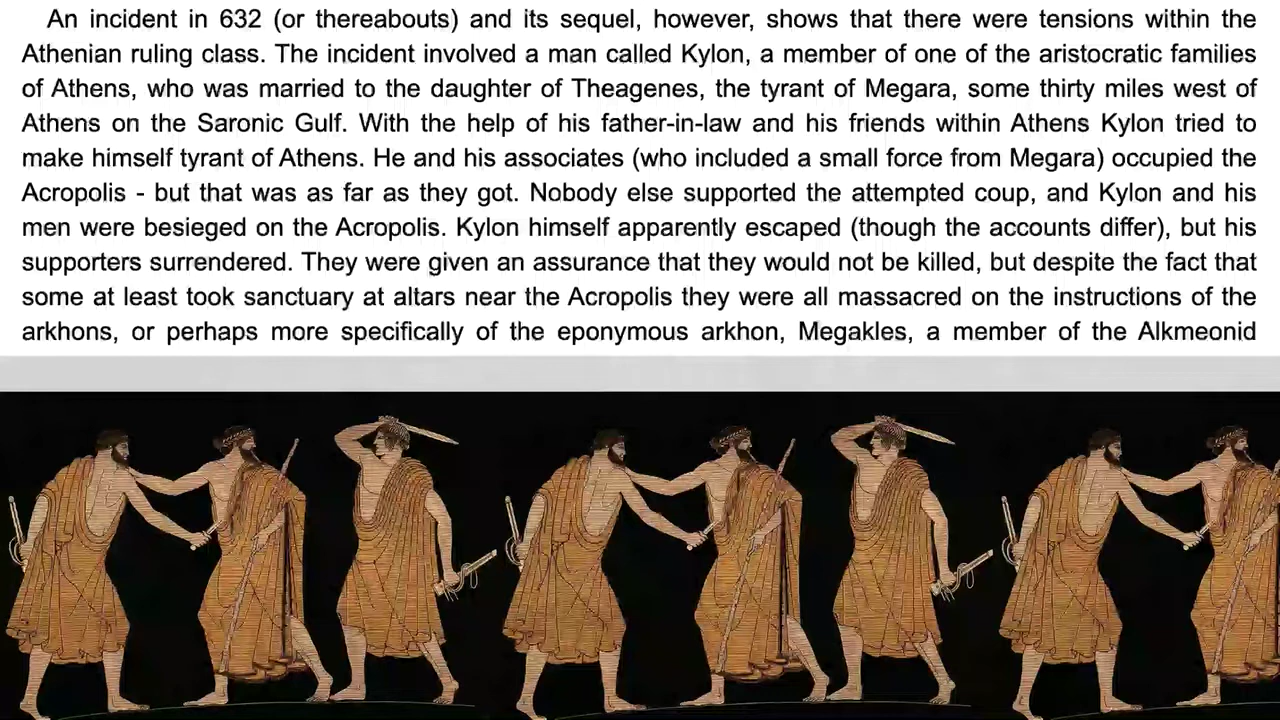 An incident in 632 (or thereabouts) and its sequel, however, shows that there were tensions within the
Athenian ruling class. The incident involved a man called Kylon, a member of one of the aristocratic families
of Athens, who was married to the daughter of Theagenes, the tyrant of Megara, some thirty miles west of
Athens on the Saronic Gulf. With the help of his father-in-law and his friends within Athens Kylon tried to
make himself tyrant of Athens. He and his associates (who included a small force from Megara) occupied the
Acropolis - but that was as far as they got. Nobody else supported the attempted coup, and Kylon and his
men were besieged on the Acropolis. Kylon himself apparently escaped (though the accounts differ), but his
supporters surrendered. They were given an assurance that they would not be killed, but despite the fact that
some at least took sanctuary at altars near the Acropolis they were all massacred on the instructions of the
arkhons, or perhaps more specifically of the eponymous arkhon, Megakles, a member of the Alkmeonid